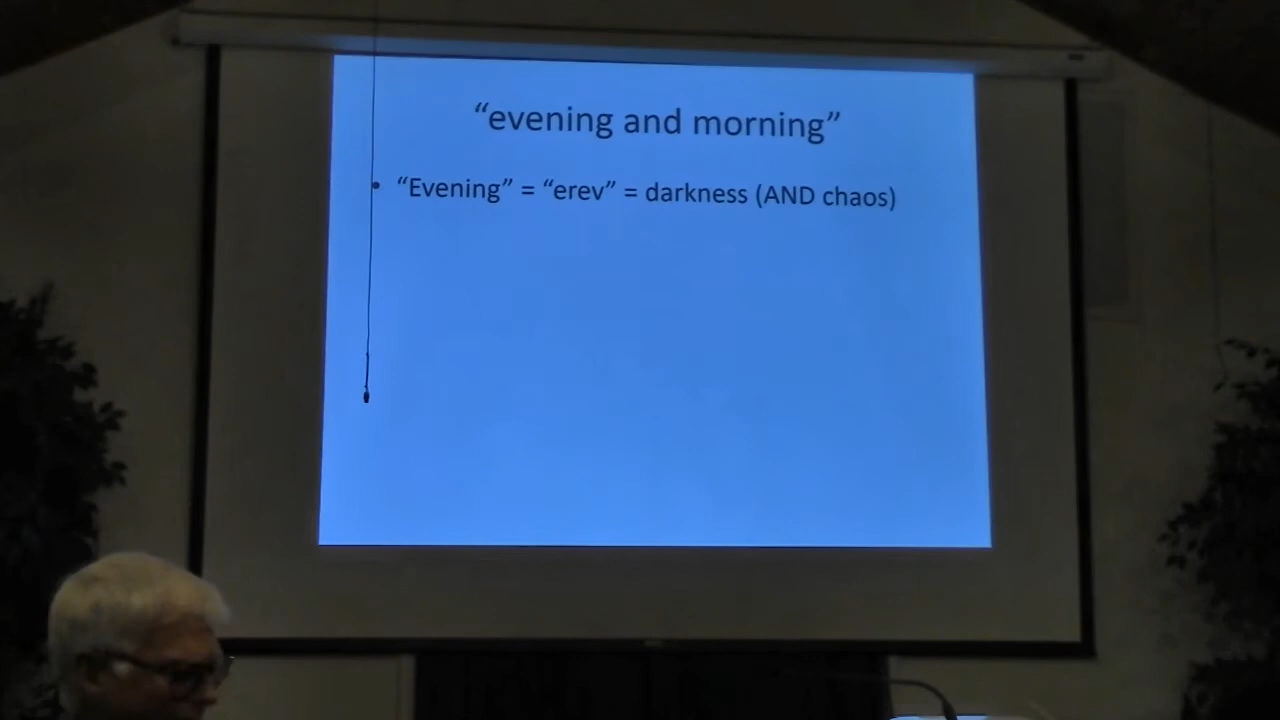 “evening and morning”
• “Evening” = “erev” = darkness (AND chaos)